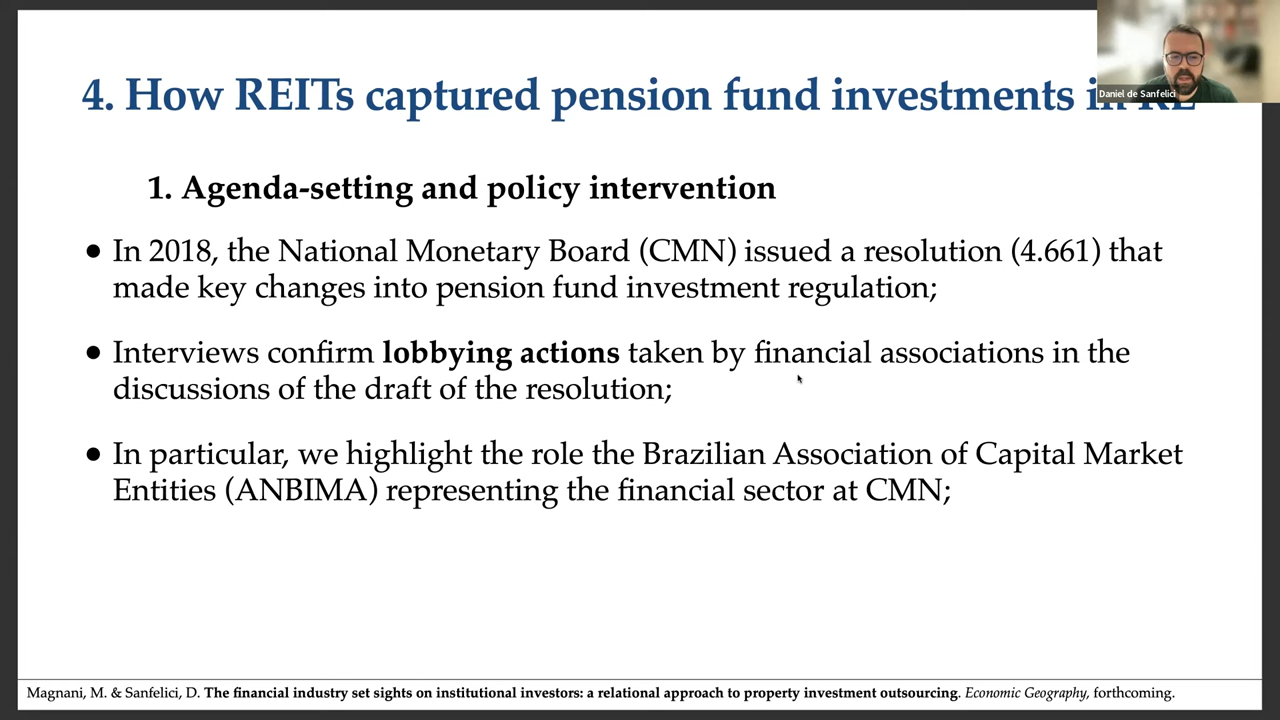 4. How REITs captured pension fund investments in RE
Daniel de Sanfelici
1. Agenda-setting and policy intervention
● In 2018, the National Monetary Board (CMN) issued a resolution (4.661) that
made key changes into pension fund investment regulation;
● Interviews confirm lobbying actions taken by financial associations in the
discussions of the draft of the resolution;
● In particular, we highlight the role the Brazilian Association of Capital Market
Entities (ANBIMA) representing the financial sector at CMN;
Magnani, M. & Sanfelici, D. The financial industry set sights on institutional investors: a relational approach to property investment outsourcing. Economic Geography, forthcoming.